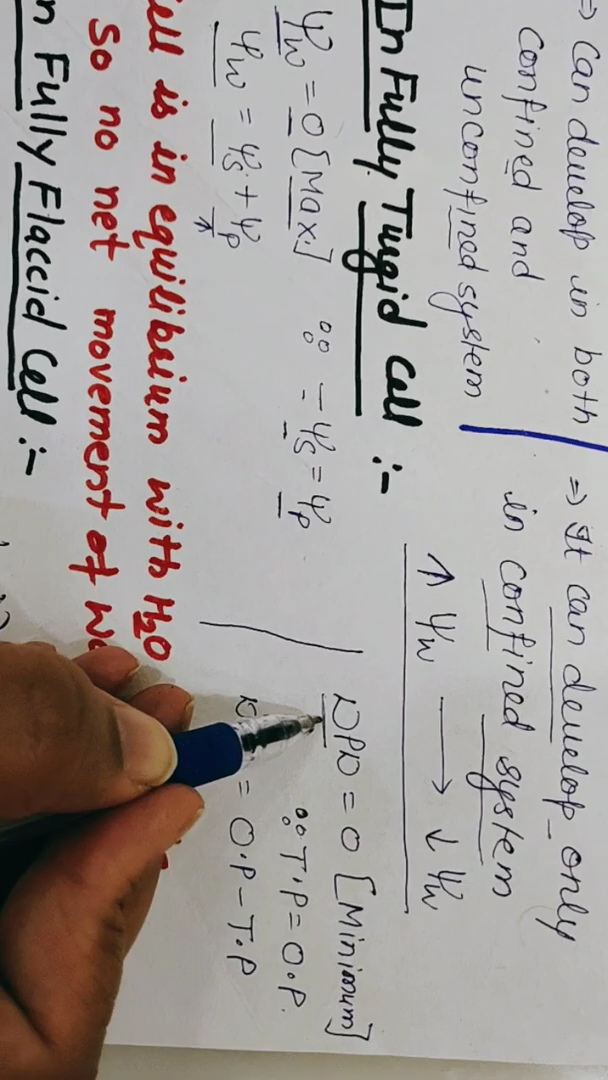 ⇒ Can develop in both
confined and
unconfined system
⇒ It can develop only
in confined system
↑ Ψw ⟶ ↓ Ψw
In Fully Turgid Cell :-
Ψw = 0 [Max.] ∴ - Ψs = Ψp
Ψw = Ψs + Ψp
DPD = 0 [Minimum]
∴ T.P = O.P.
= O.P - T.P
ell is in equilibrium with H2O
So no net movement of
n Fully Flaccid Cell :-